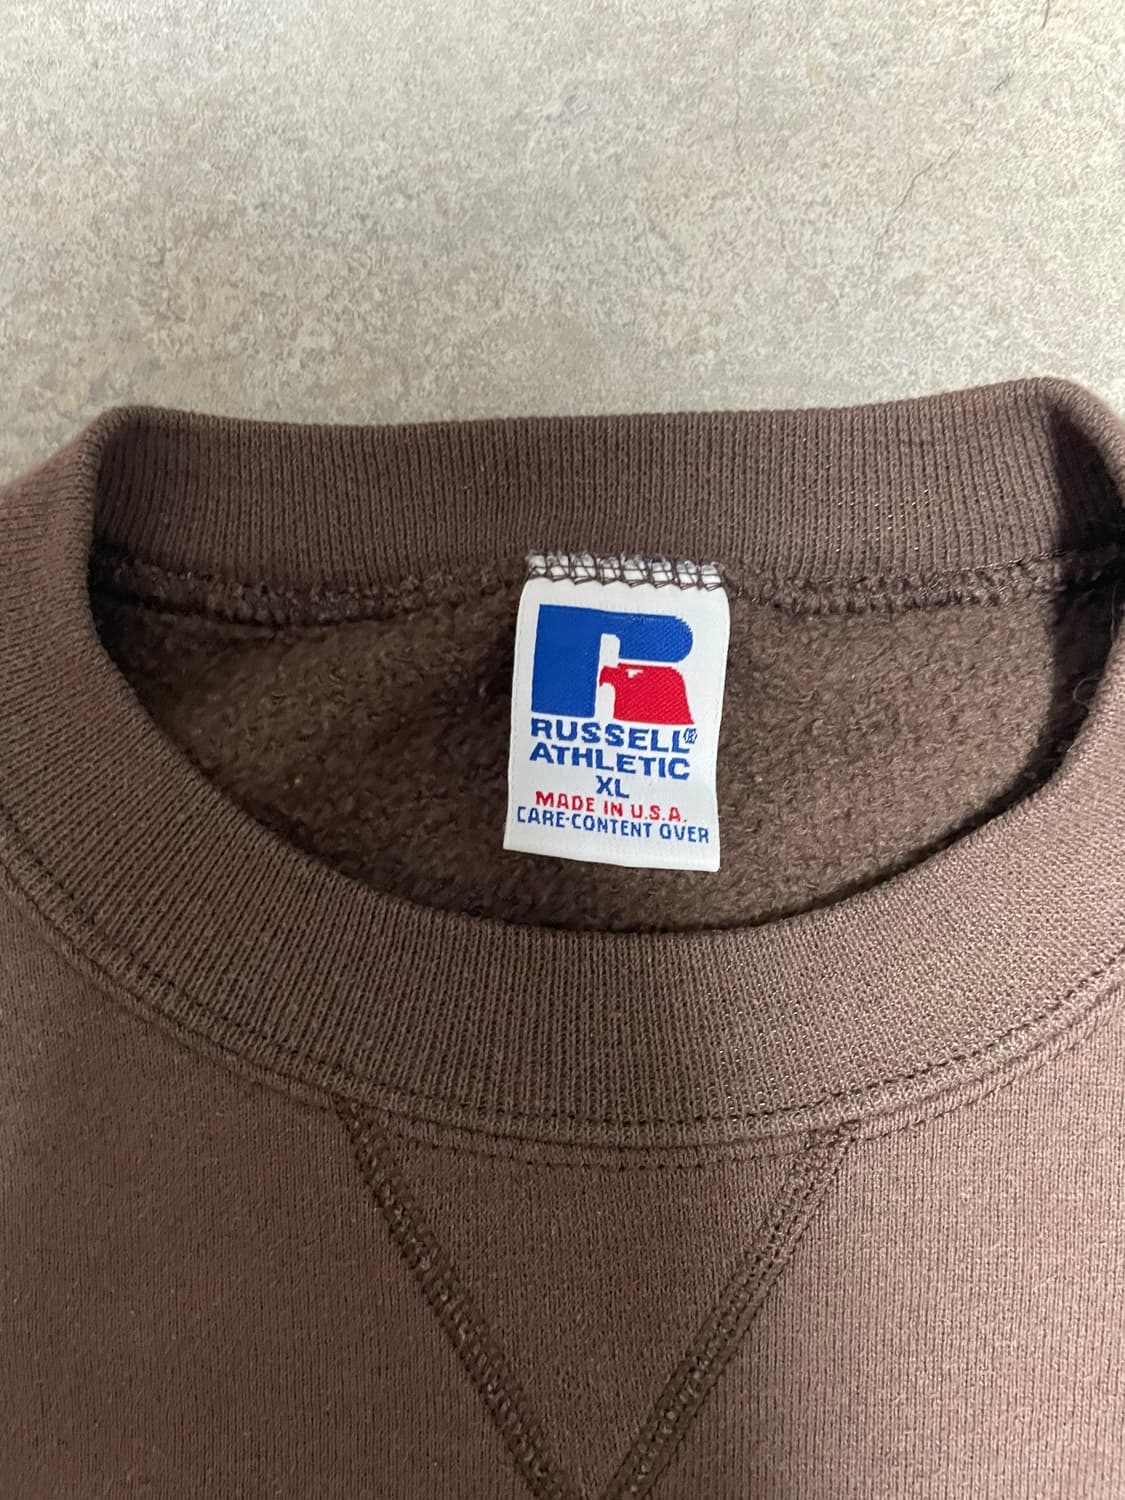 RUSSELL®
ATHLETIC
XL
MADE IN U.S.A.
CARE-CONTENT OVER